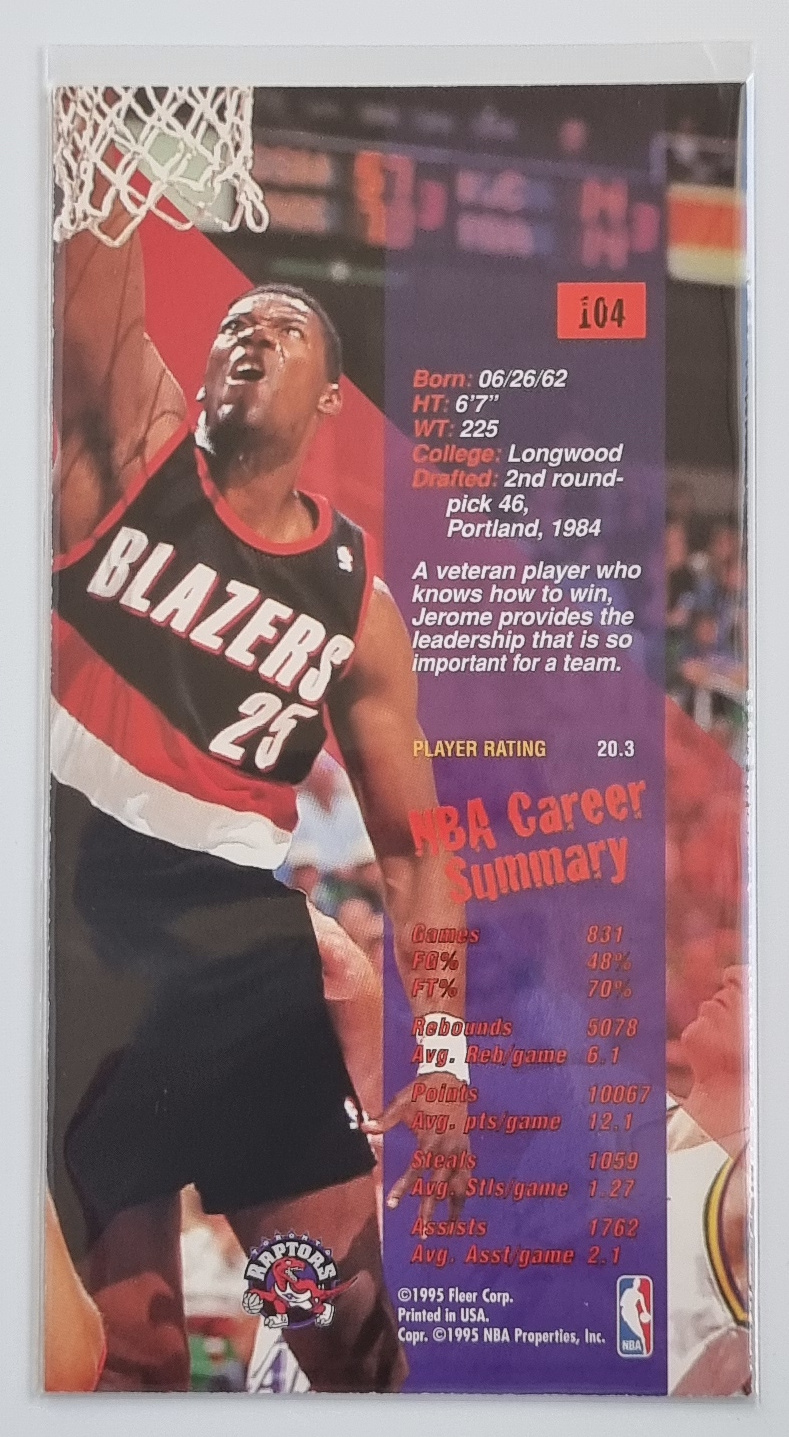 104
Born: 06/26/62
HT: 6'7"
WT: 225
College: Longwood
Drafted: 2nd round-
pick 46,
Portland, 1984
A veteran player who
knows how to win,
Jerome provides the
leadership that is so
important for a team.
BLAZERS
25
PLAYER RATING 20.3
NBA Career
Summary
Games 831
FG% 48%
FT% 70%
Rebounds 5078
Avg. Reb/game 6.1
Points 10067
Avg. pts/game 12.1
Steals 1059
Avg. Stls/game 1.27
Assists 1762
Avg. Asst/game 2.1
TORONTO
RAPTORS
©1995 Fleer Corp.
Printed in USA.
Copr. ©1995 NBA Properties, Inc.
NBA